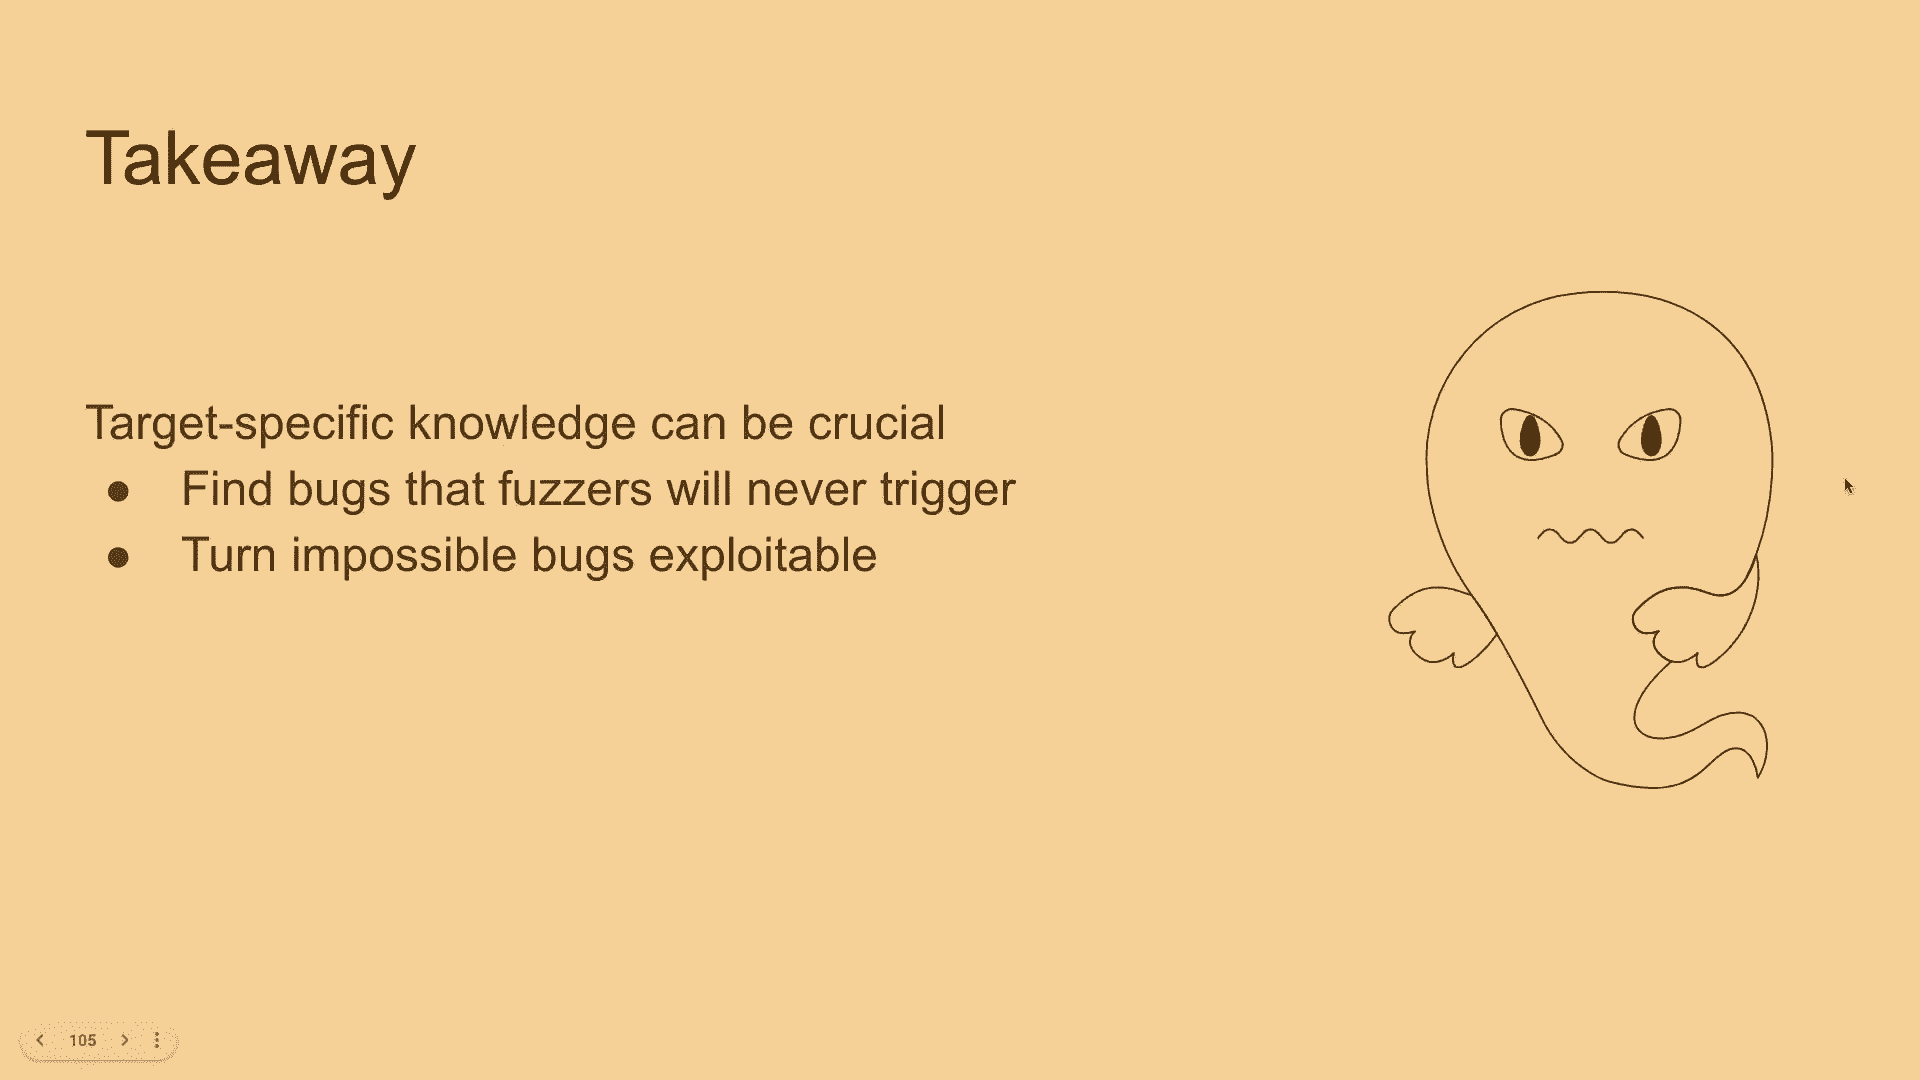 Takeaway
Target-specific knowledge can be crucial
● Find bugs that fuzzers will never trigger
● Turn impossible bugs exploitable
105